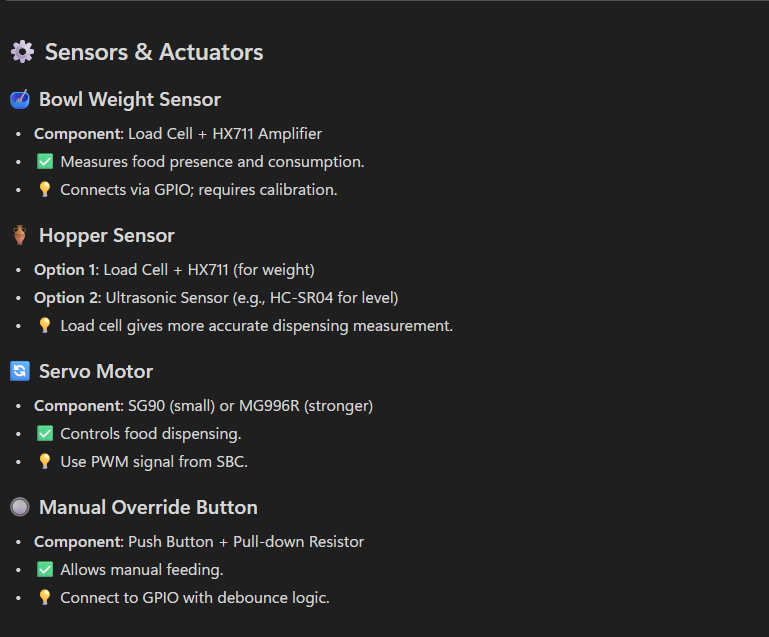 ⚙️ Sensors & Actuators
Bowl Weight Sensor
• Component: Load Cell + HX711 Amplifier
• ✅ Measures food presence and consumption.
• 💡 Connects via GPIO; requires calibration.
🏺 Hopper Sensor
• Option 1: Load Cell + HX711 (for weight)
• Option 2: Ultrasonic Sensor (e.g., HC-SR04 for level)
• 💡 Load cell gives more accurate dispensing measurement.
🔄 Servo Motor
• Component: SG90 (small) or MG996R (stronger)
• ✅ Controls food dispensing.
• 💡 Use PWM signal from SBC.
🔘 Manual Override Button
• Component: Push Button + Pull-down Resistor
• ✅ Allows manual feeding.
• 💡 Connect to GPIO with debounce logic.